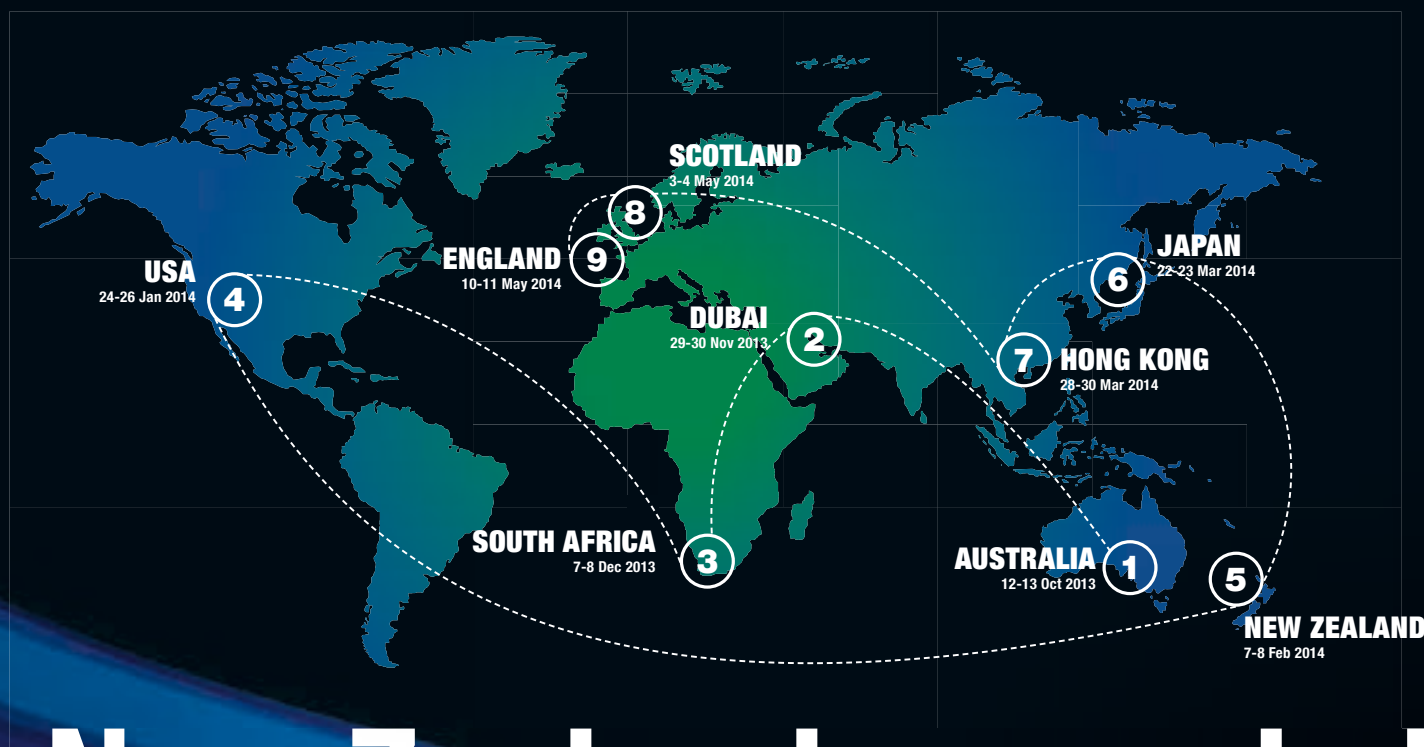 SCOTLAND
3-4 May 2014
8
ENGLAND
10-11 May 2014
9
USA
24-26 Jan 2014
4
JAPAN
22-23 Mar 2014
6
DUBAI
29-30 Nov 2013
2
7
HONG KONG
28-30 Mar 2014
SOUTH AFRICA
7-8 Dec 2013
3
AUSTRALIA
12-13 Oct 2013
1
5
NEW ZEALAND
7-8 Feb 2014